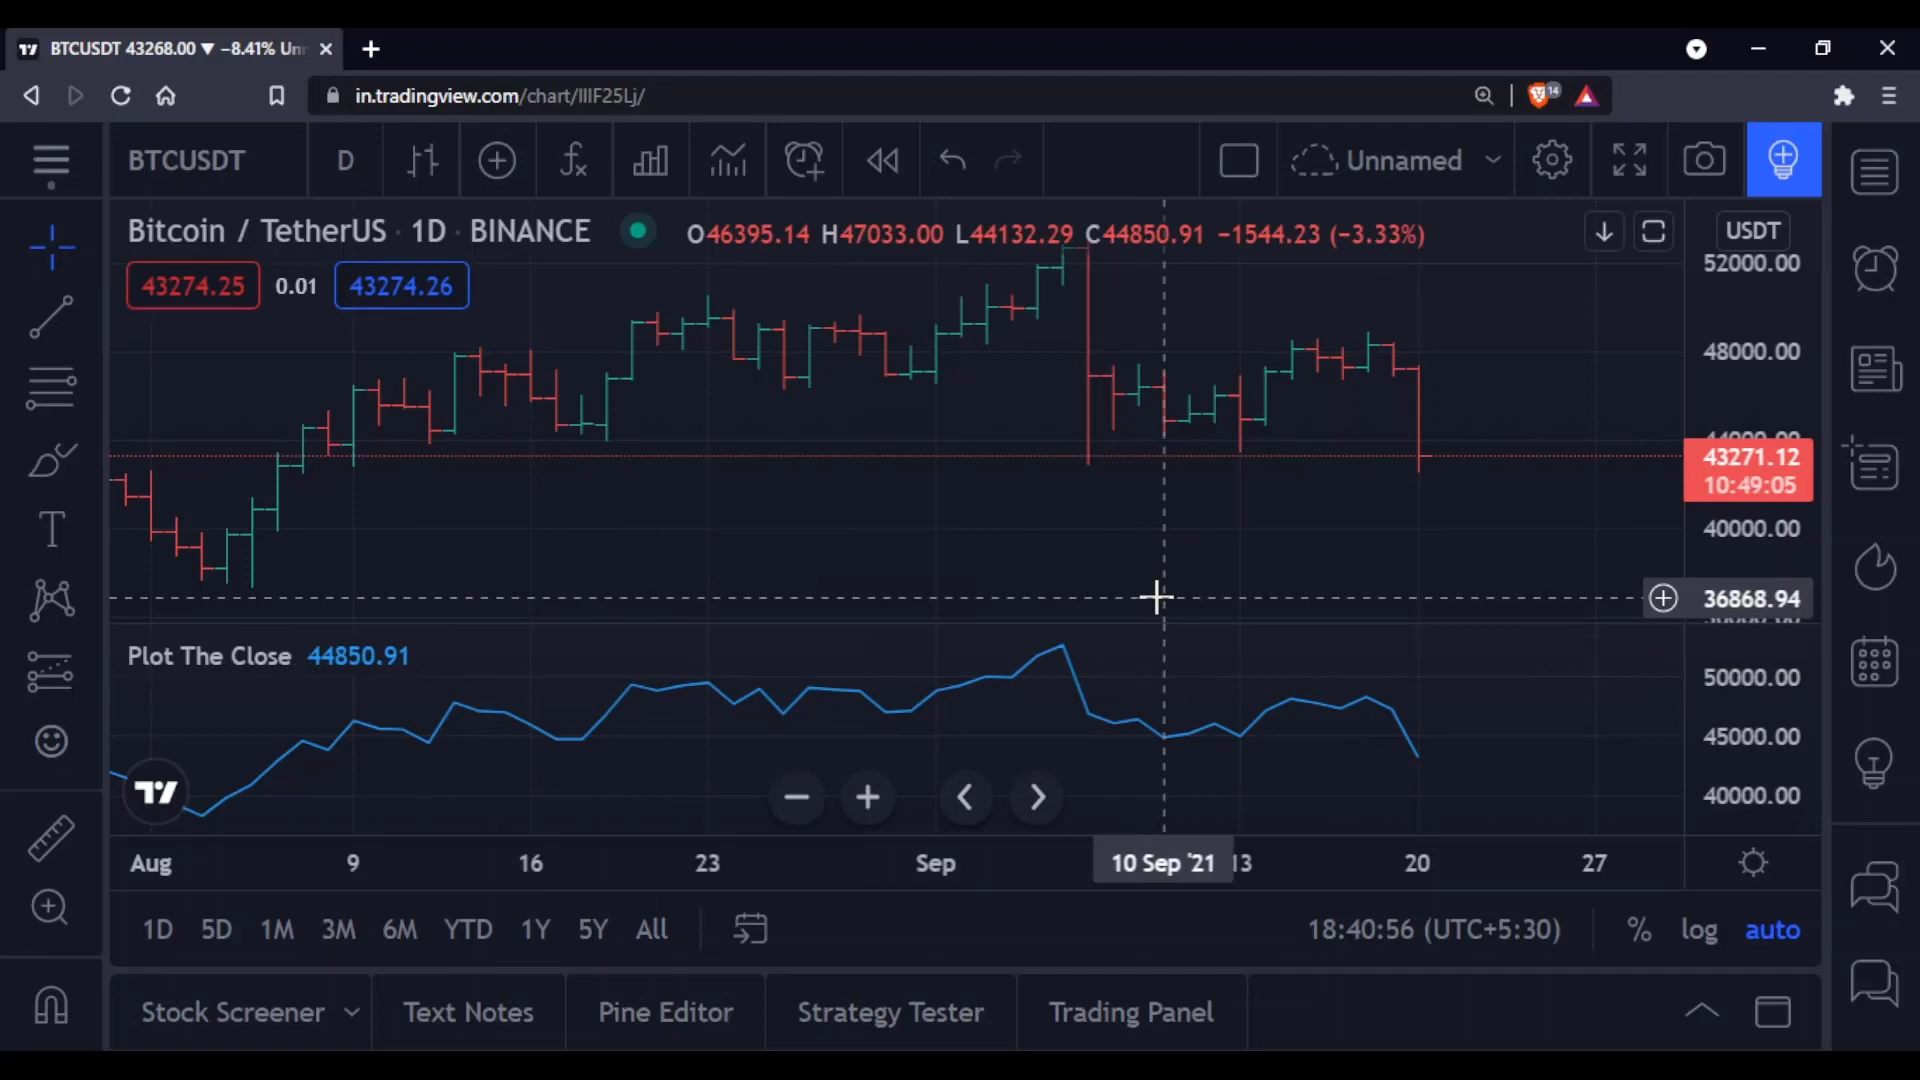 BTCUSDT 43268.00 ▼ −8.41% Un
in.tradingview.com/chart/IIIF25Lj/
14
BTCUSDT D Unnamed
Bitcoin / TetherUS · 1D · BINANCE O46395.14 H47033.00 L44132.29 C44850.91 −1544.23 (−3.33%) USDT
52000.00
43274.25 0.01 43274.26
48000.00
44000.00
43271.12
10:49:05
40000.00
36868.94
Plot The Close 44850.91
50000.00
45000.00
40000.00
Aug 9 16 23 Sep 10 Sep '21 13 20 27
1D 5D 1M 3M 6M YTD 1Y 5Y All 18:40:56 (UTC+5:30) % log auto
Stock Screener Text Notes Pine Editor Strategy Tester Trading Panel